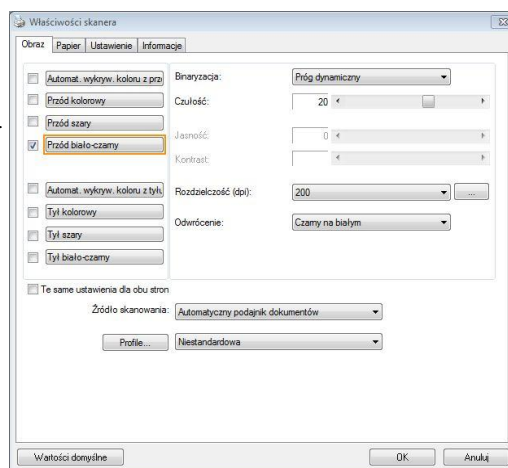 Właściwości skanera
Obraz Papier Ustawienie Informacje
Automat. wykryw. koloru z prz
Przód kolorowy
Przód szary
Przód biało-czarny
Automat. wykryw. koloru z tyłu
Tył kolorowy
Tył szary
Tył biało-czarny
Binaryzacja: Próg dynamiczny
Czułość: 20
Jasność: 0
Kontrast:
Rozdzielczość (dpi): 200 ...
Odwrócenie: Czarny na białym
Te same ustawienia dla obu stron
Źródło skanowania: Automatyczny podajnik dokumentów
Profile... Niestandardowa
Wartości domyślne OK Anuluj